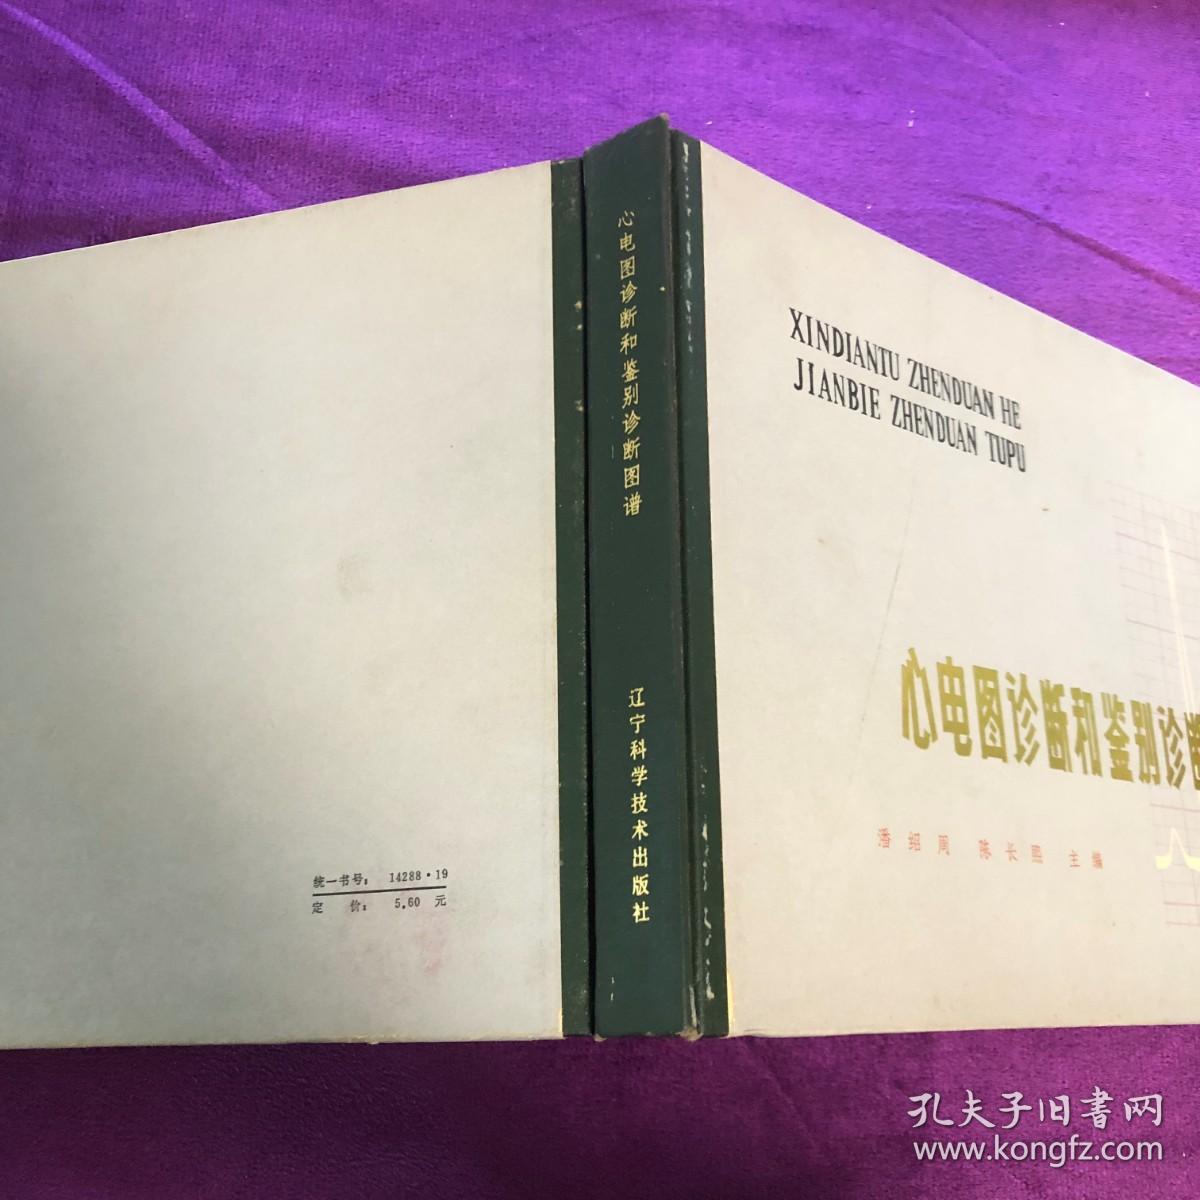 统一书号：14288·19
定 价：5.60 元
心电图诊断和鉴别诊断图谱
辽宁科学技术出版社
XINDIANTU ZHENDUAN HE
JIANBIE ZHENDUAN TUPU
心电图诊断和鉴别诊断
潘绍周 陈长熙 主编
孔夫子旧书网
www.kongfz.com